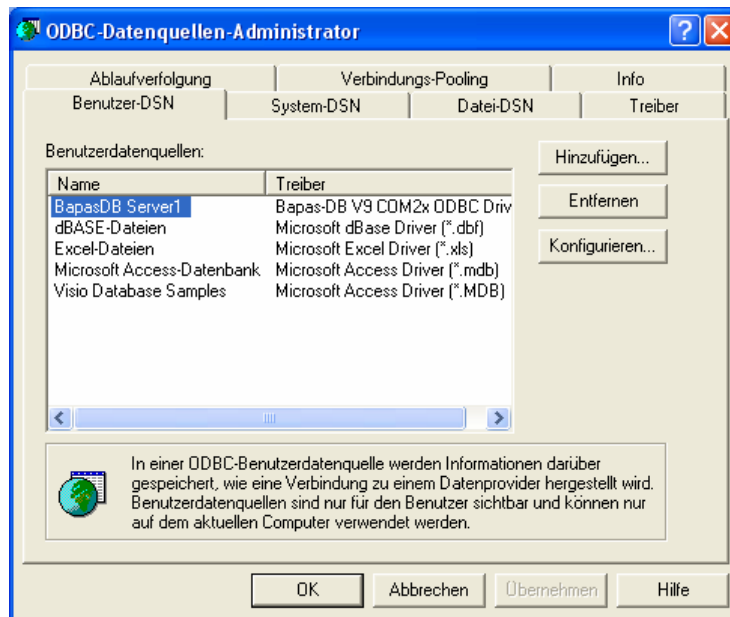 ODBC-Datenquellen-Administrator
Ablaufverfolgung Verbindungs-Pooling Info
Benutzer-DSN System-DSN Datei-DSN Treiber
Benutzerdatenquellen:
Name Treiber
BapasDB Server1 Bapas-DB V9 COM2x ODBC Driv
dBASE-Dateien Microsoft dBase Driver (*.dbf)
Excel-Dateien Microsoft Excel Driver (*.xls)
Microsoft Access-Datenbank Microsoft Access Driver (*.mdb)
Visio Database Samples Microsoft Access Driver (*.MDB)
Hinzufügen...
Entfernen
Konfigurieren...
In einer ODBC-Benutzerdatenquelle werden Informationen darüber
gespeichert, wie eine Verbindung zu einem Datenprovider hergestellt wird.
Benutzerdatenquellen sind nur für den Benutzer sichtbar und können nur
auf dem aktuellen Computer verwendet werden.
OK Abbrechen Übernehmen Hilfe